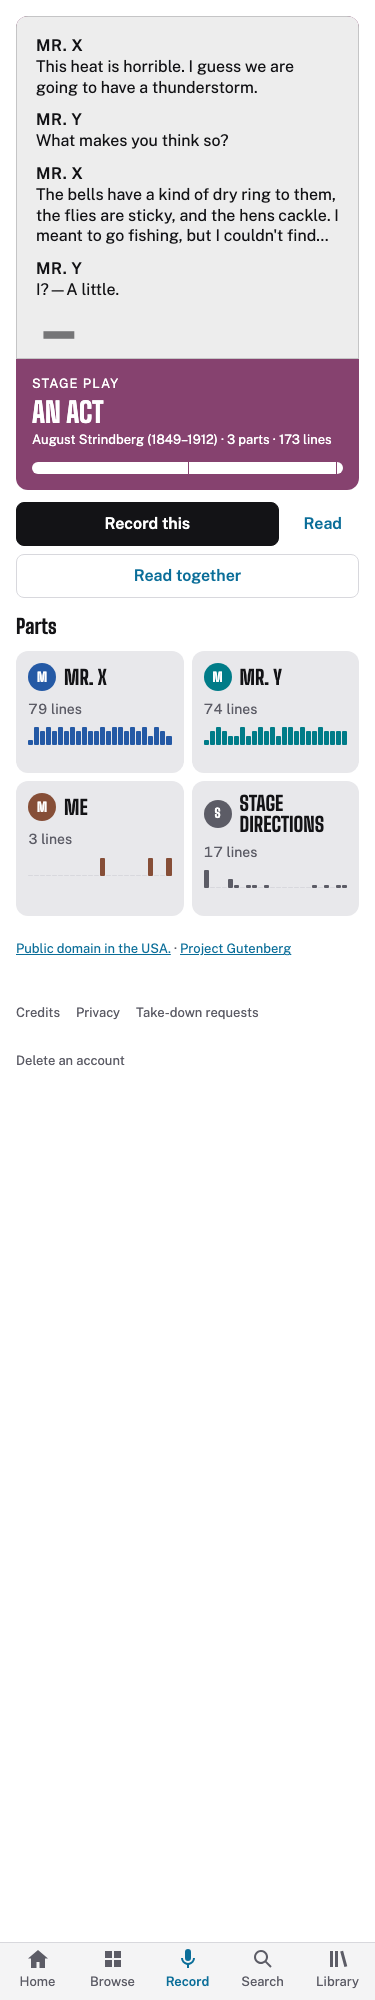 MR. X
This heat is horrible. I guess we are
going to have a thunderstorm.
MR. Y
What makes you think so?
MR. X
The bells have a kind of dry ring to them,
the flies are sticky, and the hens cackle. I
meant to go fishing, but I couldn't find...
MR. Y
I?—A little.
STAGE PLAY
AN ACT
August Strindberg (1849–1912) · 3 parts · 173 lines
Record this
Read
Read together
Parts
M MR. X
79 lines
M MR. Y
74 lines
M ME
3 lines
S STAGE
DIRECTIONS
17 lines
Public domain in the USA. · Project Gutenberg
Credits Privacy Take-down requests
Delete an account
Home Browse Record Search Library